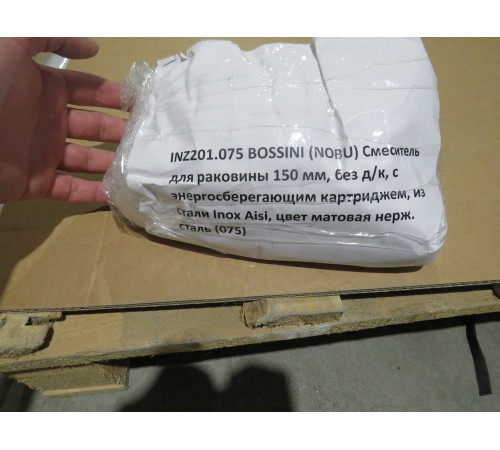 INZ201.075 BOSSINI (NOBU) Смеситель
для раковины 150 мм, без д/к, с
энергосберегающим картриджем, из
стали Inox Aisi, цвет матовая нерж.
сталь (075)